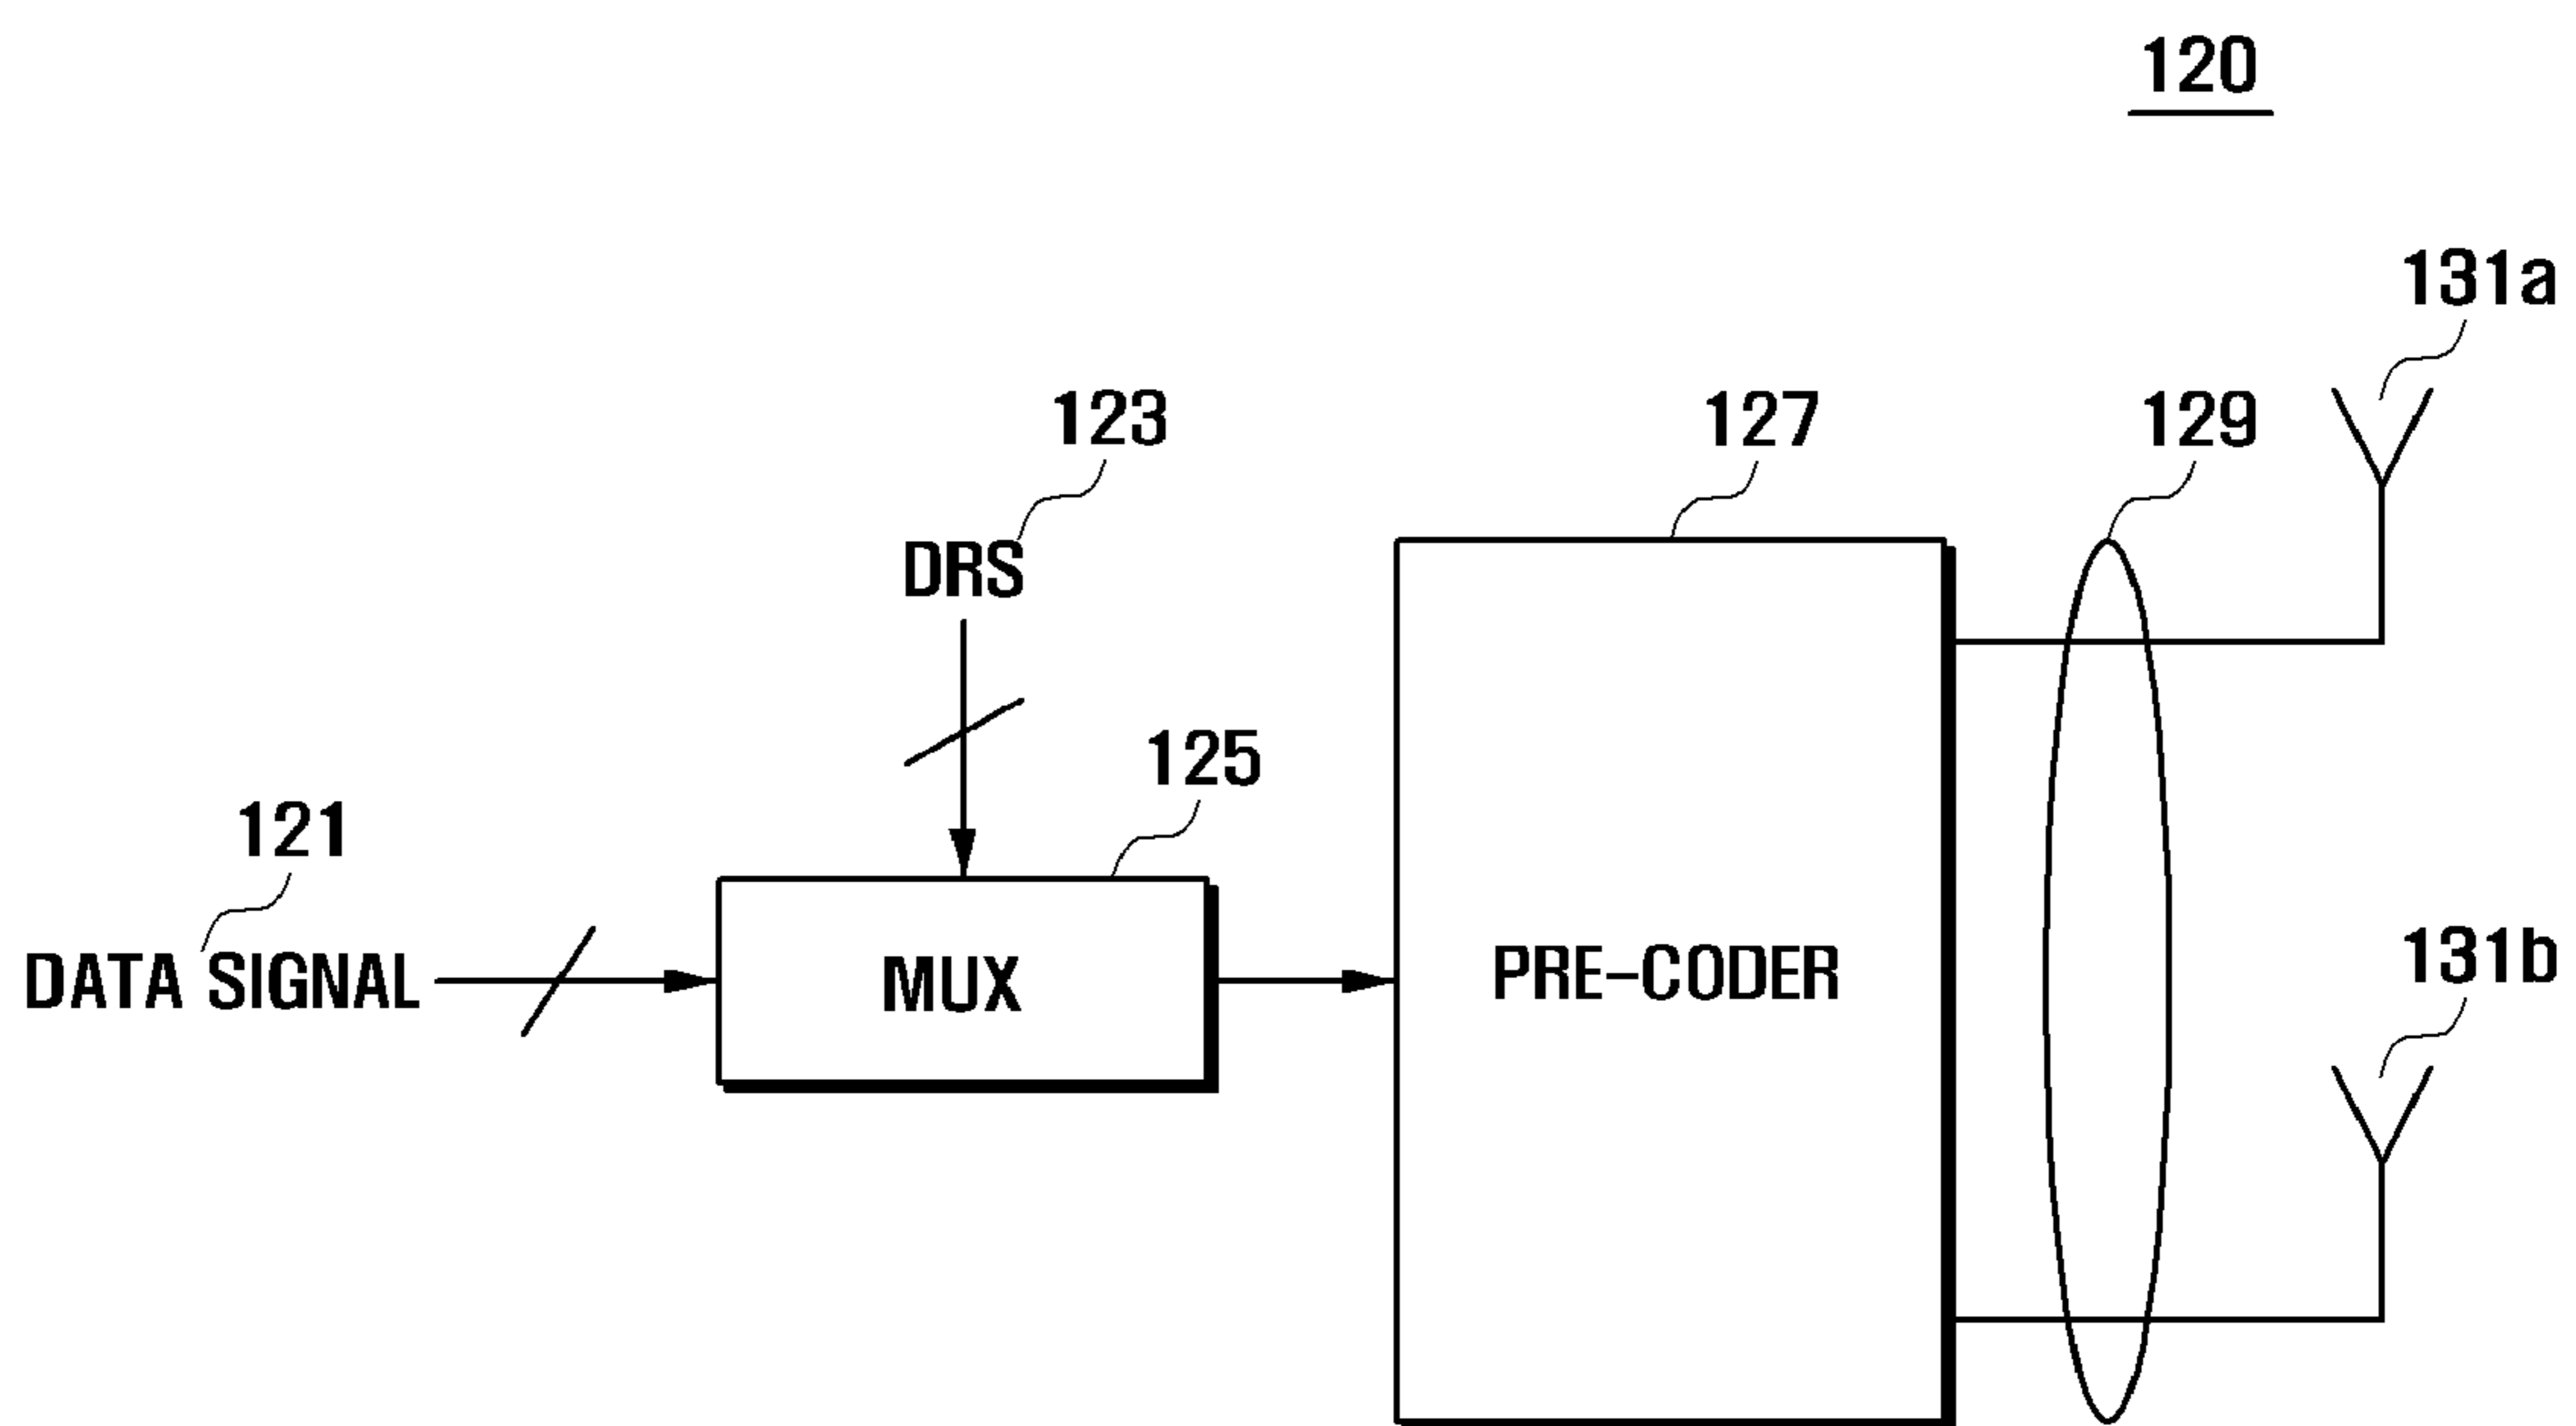 120
131a
123
127
129
DRS
125
121
131b
DATA SIGNAL
MUX
PRE-CODER